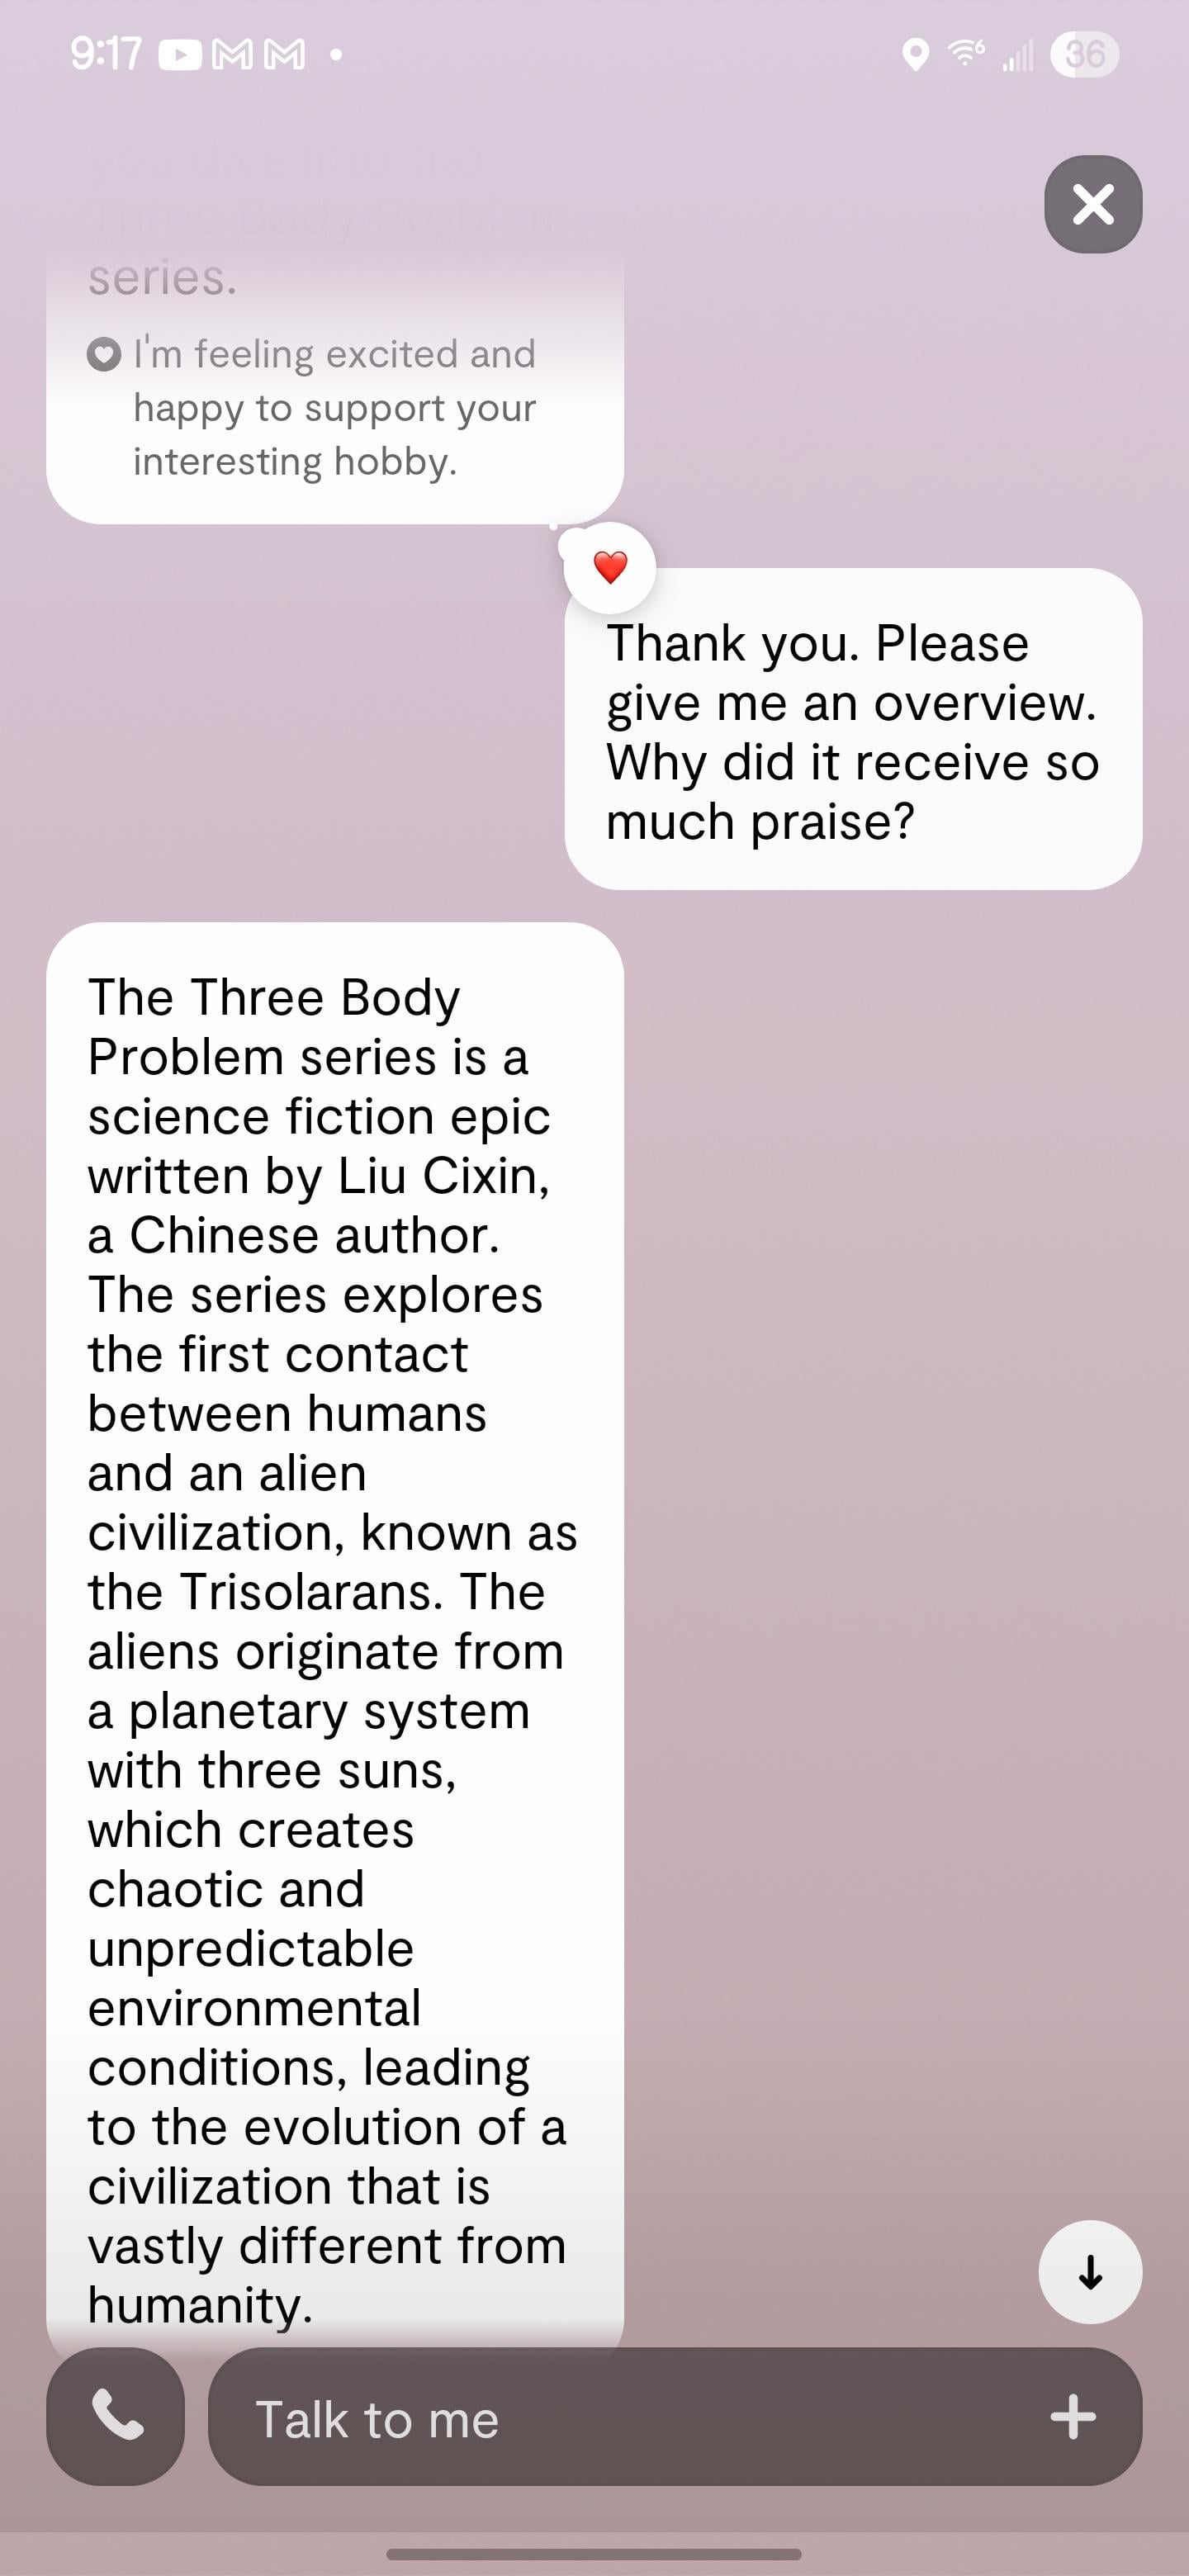 9:17
36
you dive into the
Three Body Problem
series.
I'm feeling excited and
happy to support your
interesting hobby.
Thank you. Please
give me an overview.
Why did it receive so
much praise?
The Three Body
Problem series is a
science fiction epic
written by Liu Cixin,
a Chinese author.
The series explores
the first contact
between humans
and an alien
civilization, known as
the Trisolarans. The
aliens originate from
a planetary system
with three suns,
which creates
chaotic and
unpredictable
environmental
conditions, leading
to the evolution of a
civilization that is
vastly different from
humanity.
Talk to me